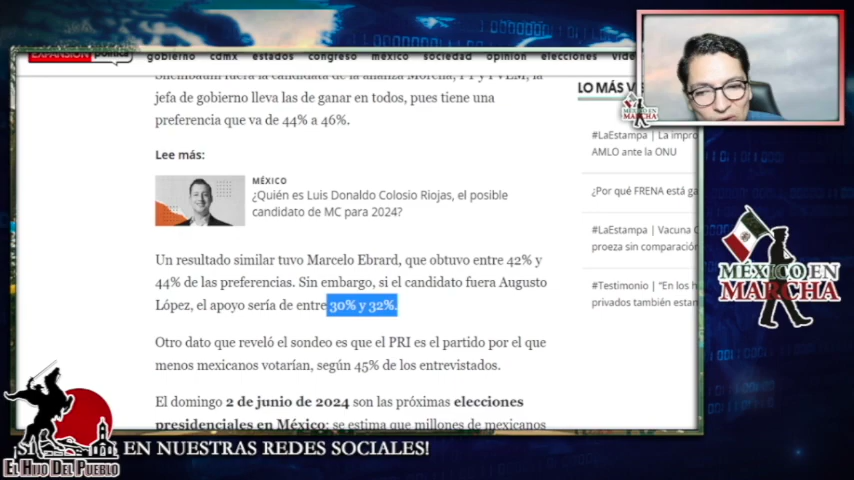 EXPANSIÓN política
gobierno cdmx estados congreso méxico sociedad opinión elecciones
Sheinbaum fuera la candidata de la alianza Morena, PT y PVEM, la
jefa de gobierno lleva las de ganar en todos, pues tiene una
preferencia que va de 44% a 46%.
Lee más:
MÉXICO
¿Quién es Luis Donaldo Colosio Riojas, el posible
candidato de MC para 2024?
Un resultado similar tuvo Marcelo Ebrard, que obtuvo entre 42% y
44% de las preferencias. Sin embargo, si el candidato fuera Augusto
López, el apoyo sería de entre 30% y 32%.
Otro dato que reveló el sondeo es que el PRI es el partido por el que
menos mexicanos votarían, según 45% de los entrevistados.
El domingo 2 de junio de 2024 son las próximas elecciones
presidenciales en México; se estima que millones de mexicanos
LO MÁS
#LaEstampa | La
AMLO ante la ONU
¿Por qué FRENA está
#LaEstampa | Vacuna
proeza sin comparación
#Testimonio | "En los
privados también
MÉXICO EN
MARCHA
MÉXICO EN
MARCHA
EN NUESTRAS REDES SOCIALES!
EL HIJO DEL PUEBLO